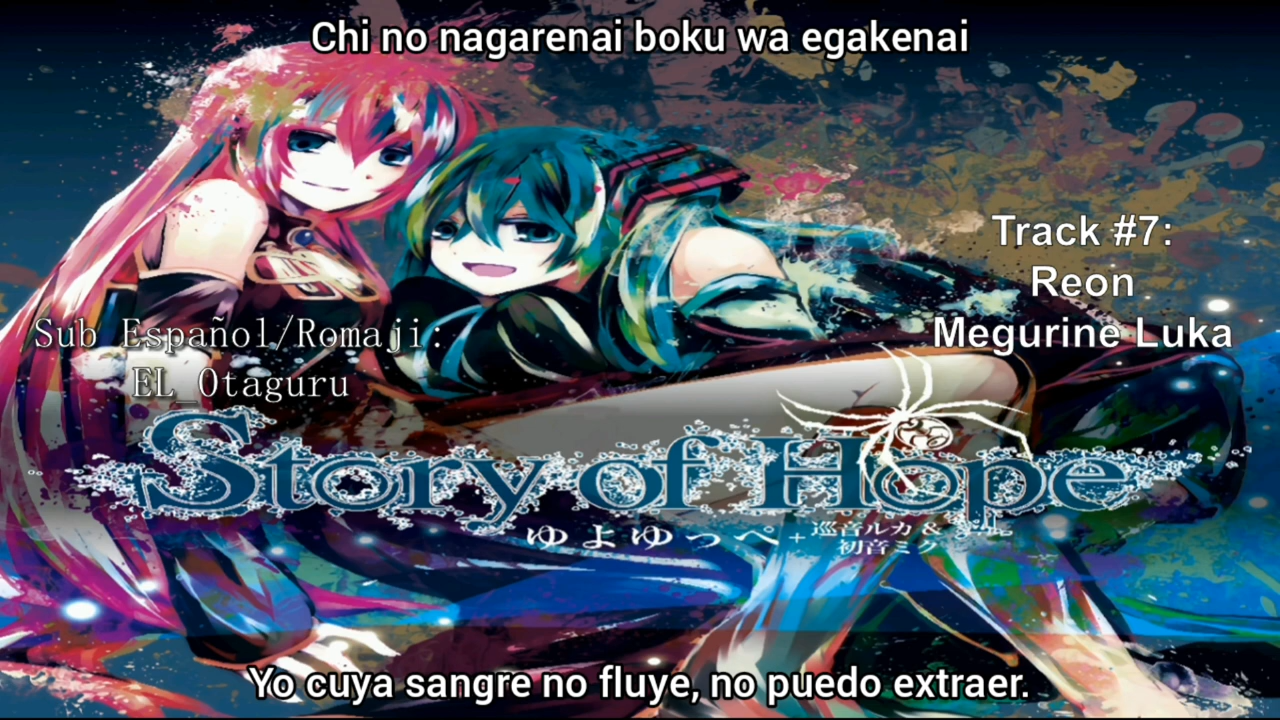 Chi no nagarenai boku wa egakenai
Track #7:
Reon
Megurine Luka
Sub Español/Romaji:
EL_Otaguru
Story of Hope
ゆよゆっぺ+巡音ルカ&
初音ミク
Yo cuya sangre no fluye, no puedo extraer.